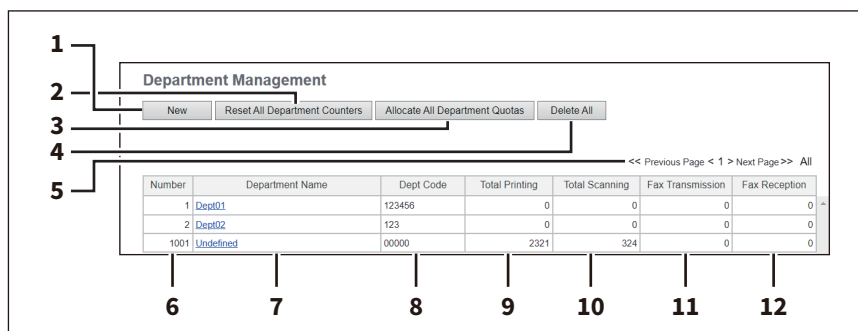 1
Department Management
2
New Reset All Department Counters Allocate All Department Quotas Delete All
3
4
<< Previous Page < 1 > Next Page >> All
5
Number Department Name Dept Code Total Printing Total Scanning Fax Transmission Fax Reception
1 Dept01 123456 0 0 0 0
2 Dept02 123 0 0 0 0
1001 Undefined 00000 2321 324 0 0
6 7 8 9 10 11 12